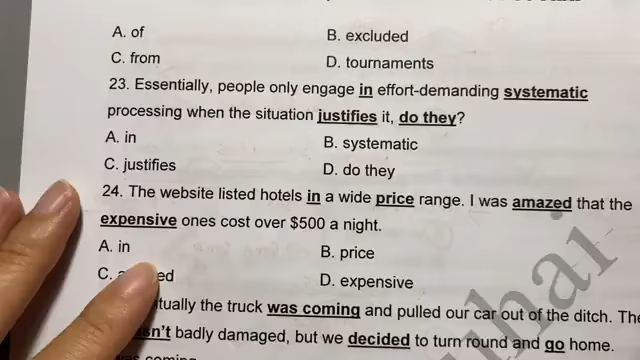 A. of B. excluded
C. from D. tournaments
23. Essentially, people only engage in effort-demanding systematic
processing when the situation justifies it, do they?
A. in B. systematic
C. justifies D. do they
24. The website listed hotels in a wide price range. I was amazed that the
expensive ones cost over $500 a night.
A. in B. price
C. D. expensive
the truck was coming and pulled our car out of the ditch.
badly damaged, but we decided to turn round and go home.
coming